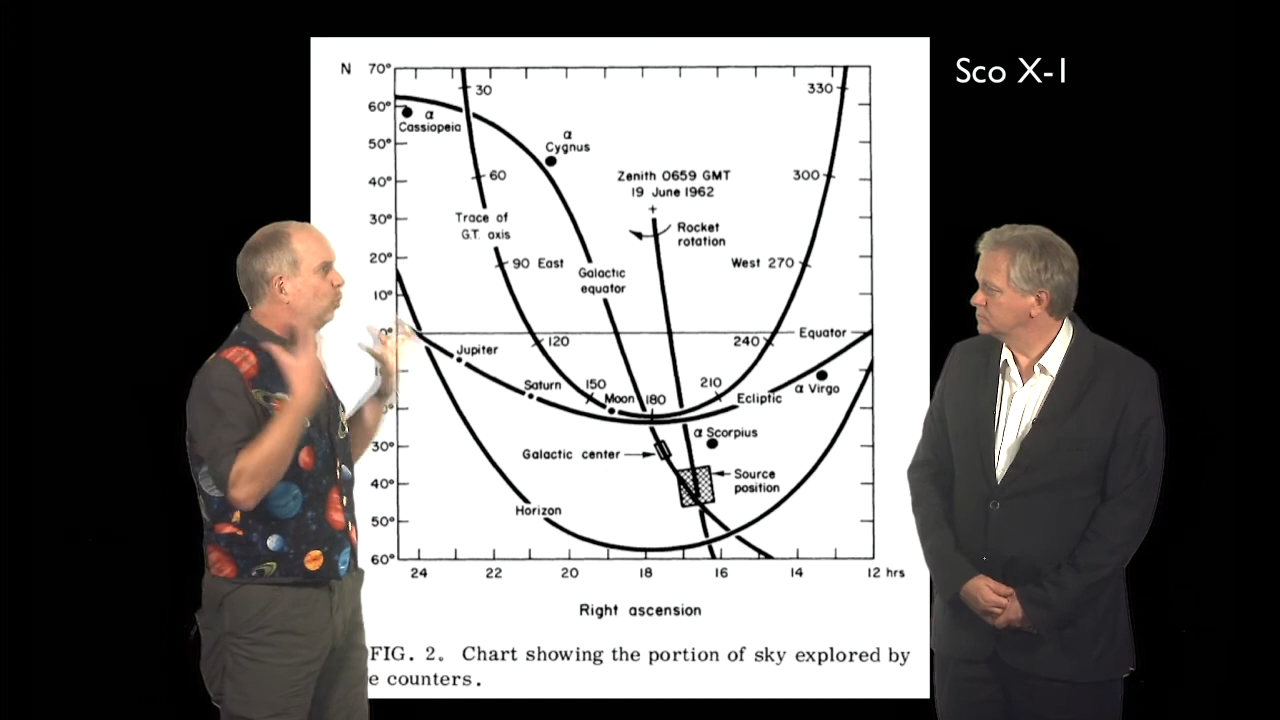 Sco X-1
N 70°
60°
50°
40°
30°
20°
10°
0°
30°
40°
50°
60°
30
330
α
Cassiopeia
α
Cygnus
Zenith 0659 GMT
19 June 1962
60
300
Trace of
G.T. axis
Rocket
rotation
90 East
West 270
Galactic
equator
Equator
120
240
Jupiter
Saturn
150
Moon
180
210
Ecliptic
α Virgo
α Scorpius
Galactic center
Source
position
Horizon
24 22 20 18 16 14 12 hrs
Right ascension
FIG. 2. Chart showing the portion of sky explored by
e counters.